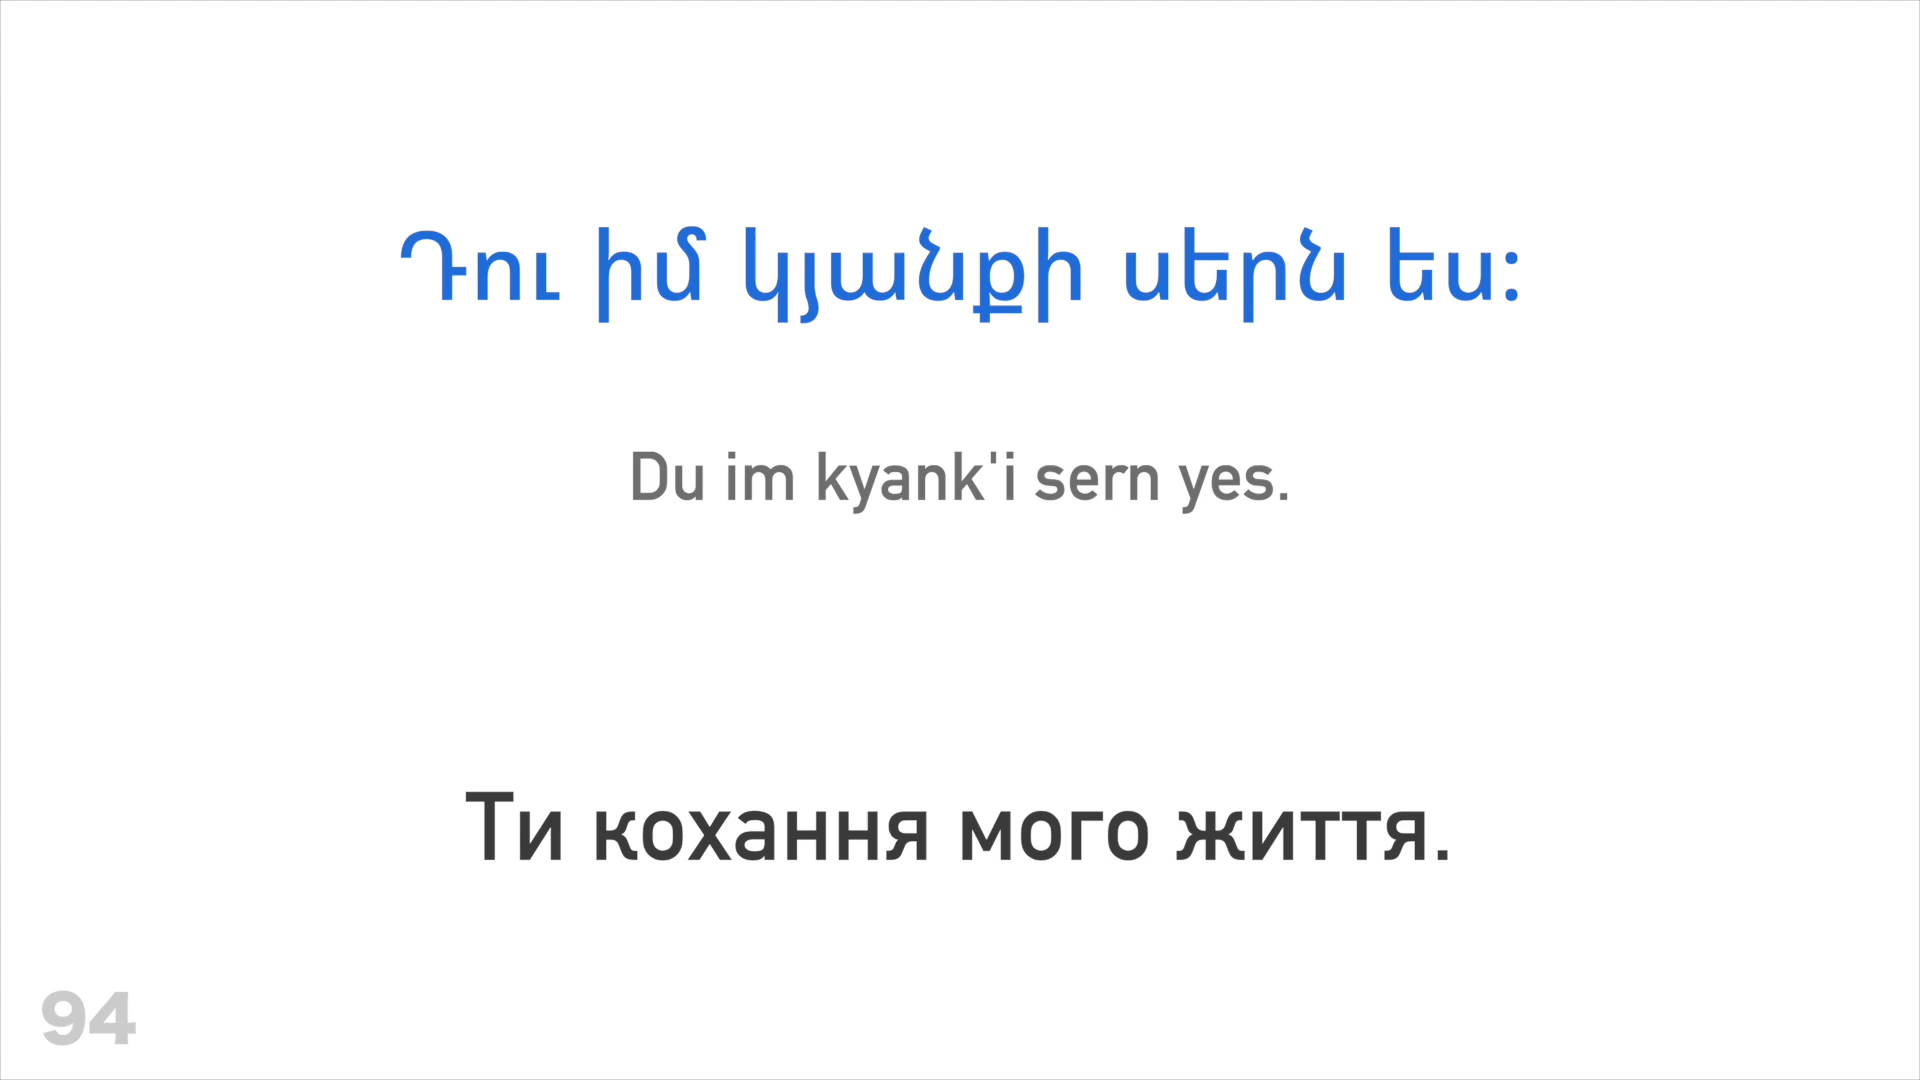 Դու իմ կյանքի սերն ես:
Du im kyank'i sern yes.
Ти кохання мого життя.
94